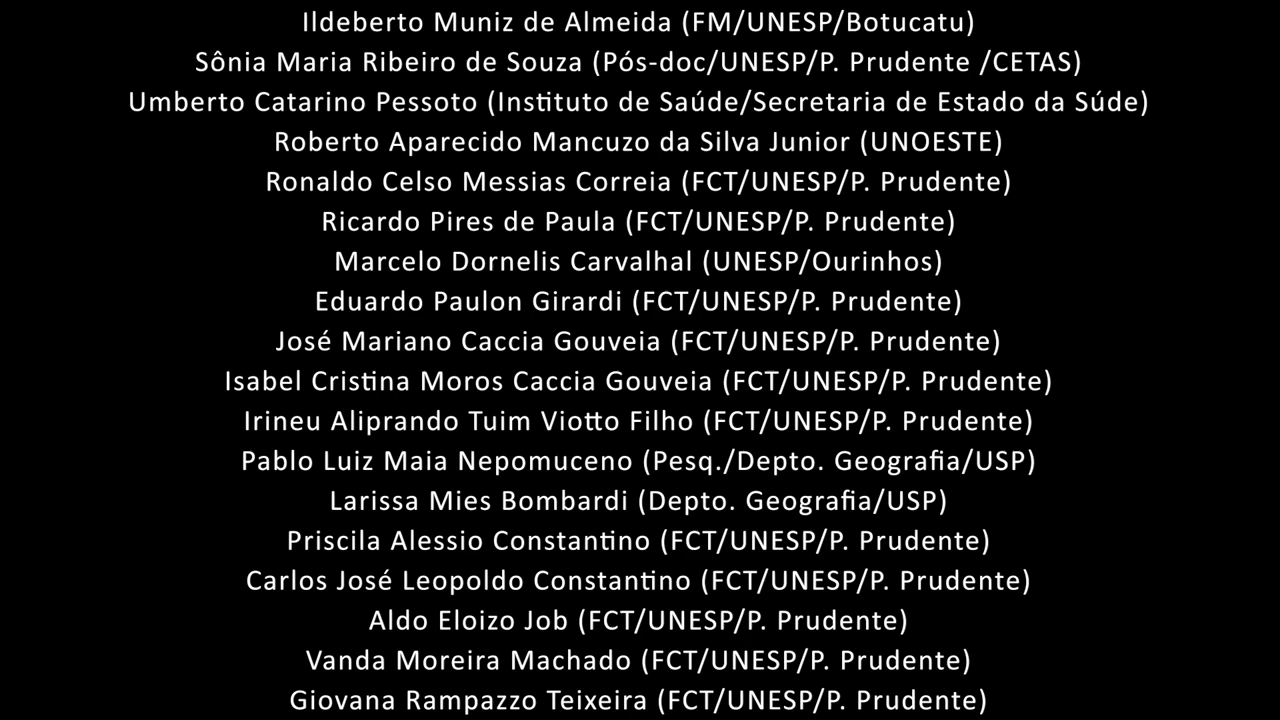 Ildeberto Muniz de Almeida (FM/UNESP/Botucatu)
Sônia Maria Ribeiro de Souza (Pós-doc/UNESP/P. Prudente /CETAS)
Umberto Catarino Pessoto (Instituto de Saúde/Secretaria de Estado da Súde)
Roberto Aparecido Mancuzo da Silva Junior (UNOESTE)
Ronaldo Celso Messias Correia (FCT/UNESP/P. Prudente)
Ricardo Pires de Paula (FCT/UNESP/P. Prudente)
Marcelo Dornelis Carvalhal (UNESP/Ourinhos)
Eduardo Paulon Girardi (FCT/UNESP/P. Prudente)
José Mariano Caccia Gouveia (FCT/UNESP/P. Prudente)
Isabel Cristina Moros Caccia Gouveia (FCT/UNESP/P. Prudente)
Irineu Aliprando Tuim Viotto Filho (FCT/UNESP/P. Prudente)
Pablo Luiz Maia Nepomuceno (Pesq./Depto. Geografia/USP)
Larissa Mies Bombardi (Depto. Geografia/USP)
Priscila Alessio Constantino (FCT/UNESP/P. Prudente)
Carlos José Leopoldo Constantino (FCT/UNESP/P. Prudente)
Aldo Eloizo Job (FCT/UNESP/P. Prudente)
Vanda Moreira Machado (FCT/UNESP/P. Prudente)
Giovana Rampazzo Teixeira (FCT/UNESP/P. Prudente)